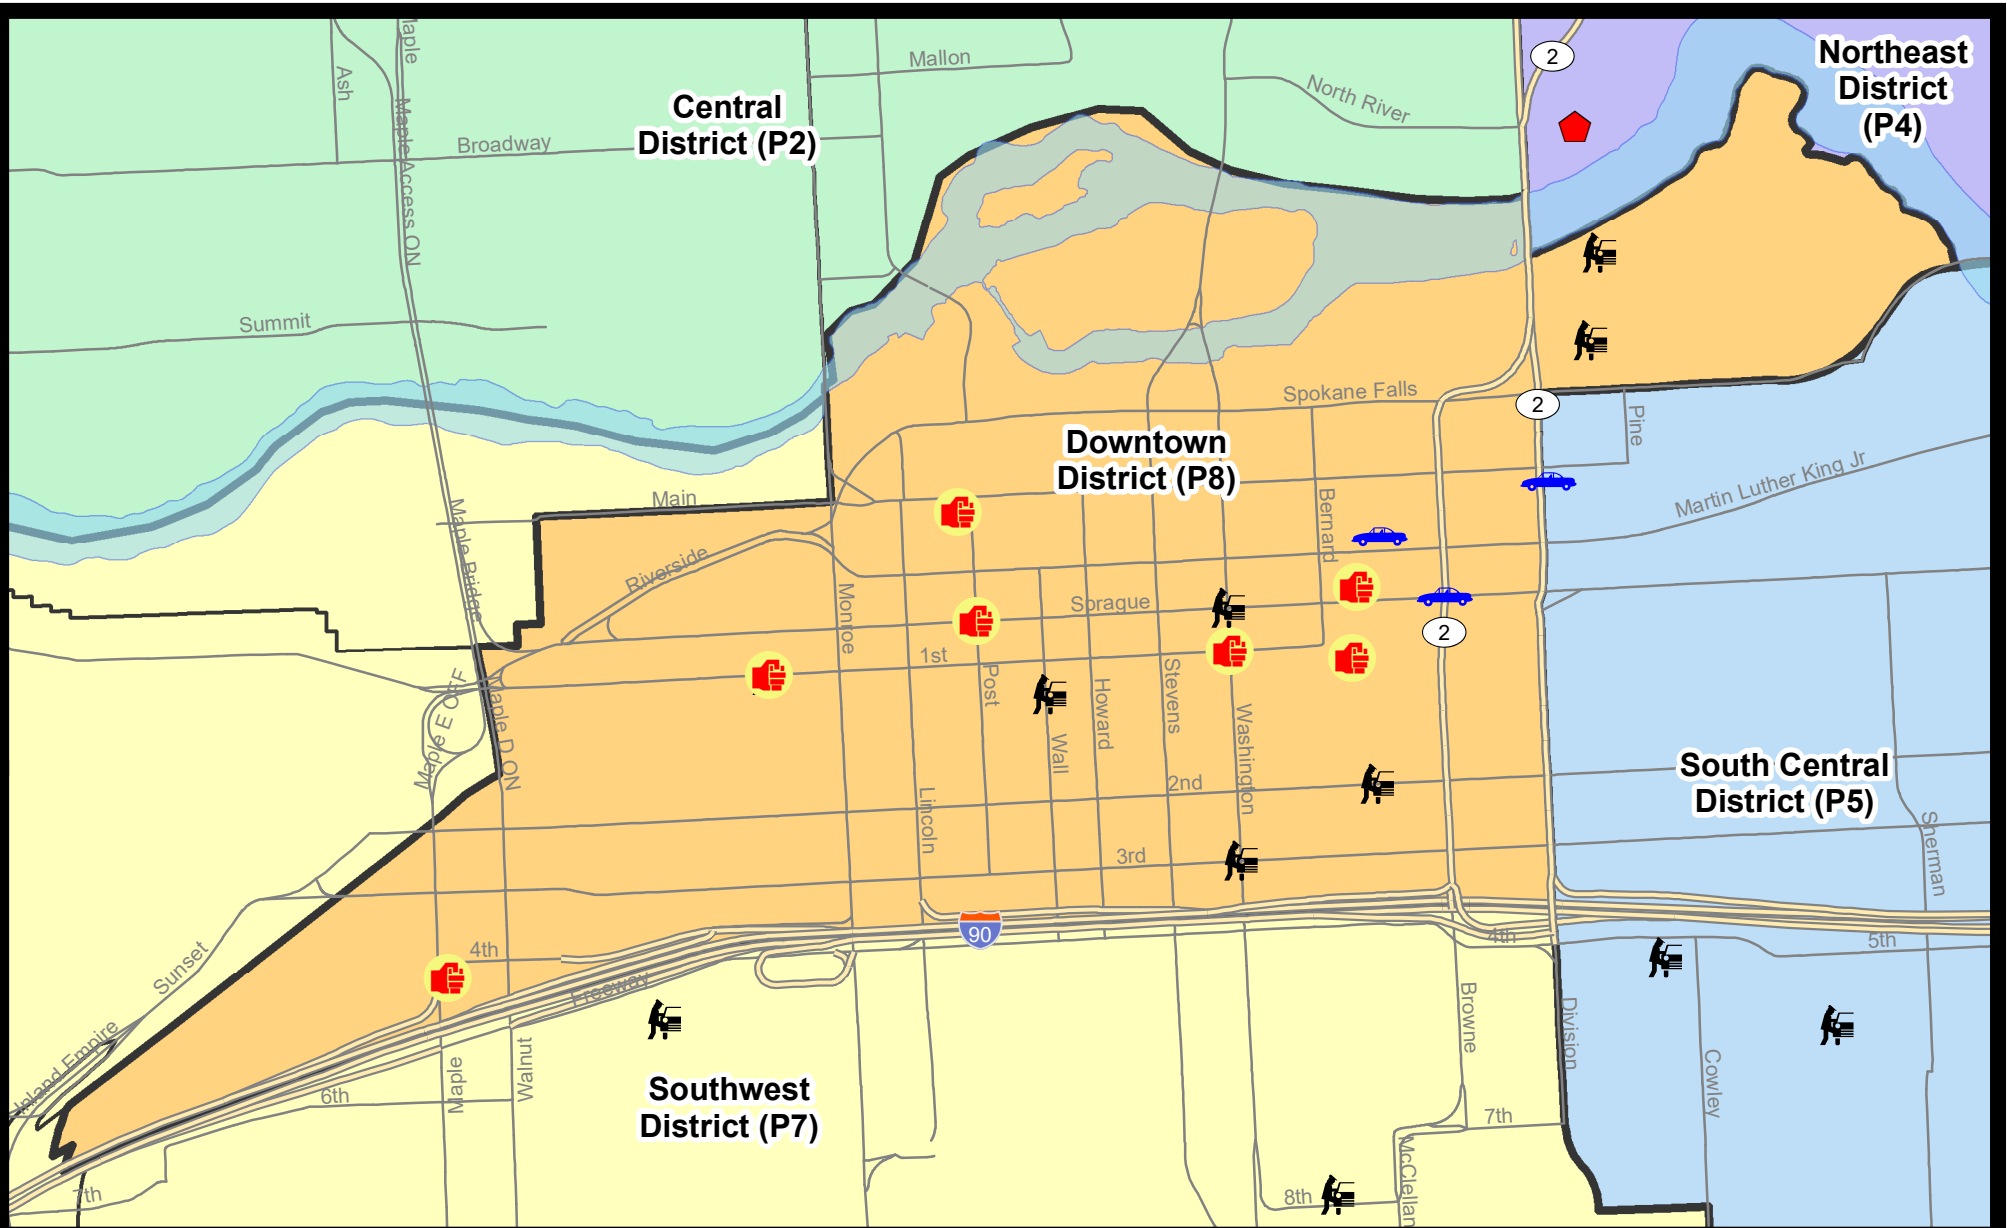 Maple
2
Northeast
District
(P4)
Mallon
Ash
North River
Central
District (P2)
Maple Access ON
Broadway
Summit
Spokane Falls
2
Pine
Downtown
District (P8)
Martin Luther King Jr
Main
Bernard
Maple Bridge
Riverside
Monroe
Sprague
2
1st
Post
Stevens
Howard
Washington
Wall
Maple E OFF
Maple D ON
South Central
District (P5)
2nd
Lincoln
Sherman
3rd
90
4th
4th
5th
Sunset
Freeway
Browne
Division
Inland Empire
Walnut
Maple
Cowley
6th
Southwest
District (P7)
7th
McClellan
7th
8th